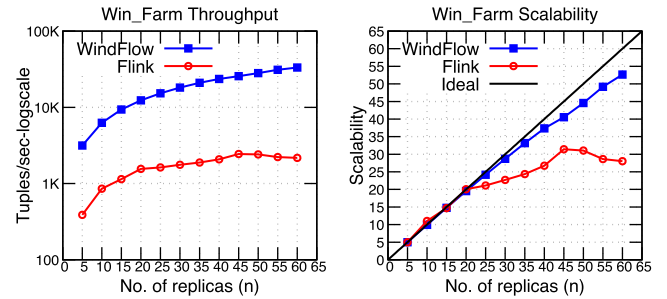 Win_Farm Throughput
100K
10K
1K
100
Tuples/sec-logscale
WindFlow
Flink
0 5 10 15 20 25 30 35 40 45 50 55 60 65
No. of replicas (n)
Win_Farm Scalability
65
60
55
50
45
40
35
30
25
20
15
10
5
0
Scalability
WindFlow
Flink
Ideal
0 5 10 15 20 25 30 35 40 45 50 55 60 65
No. of replicas (n)